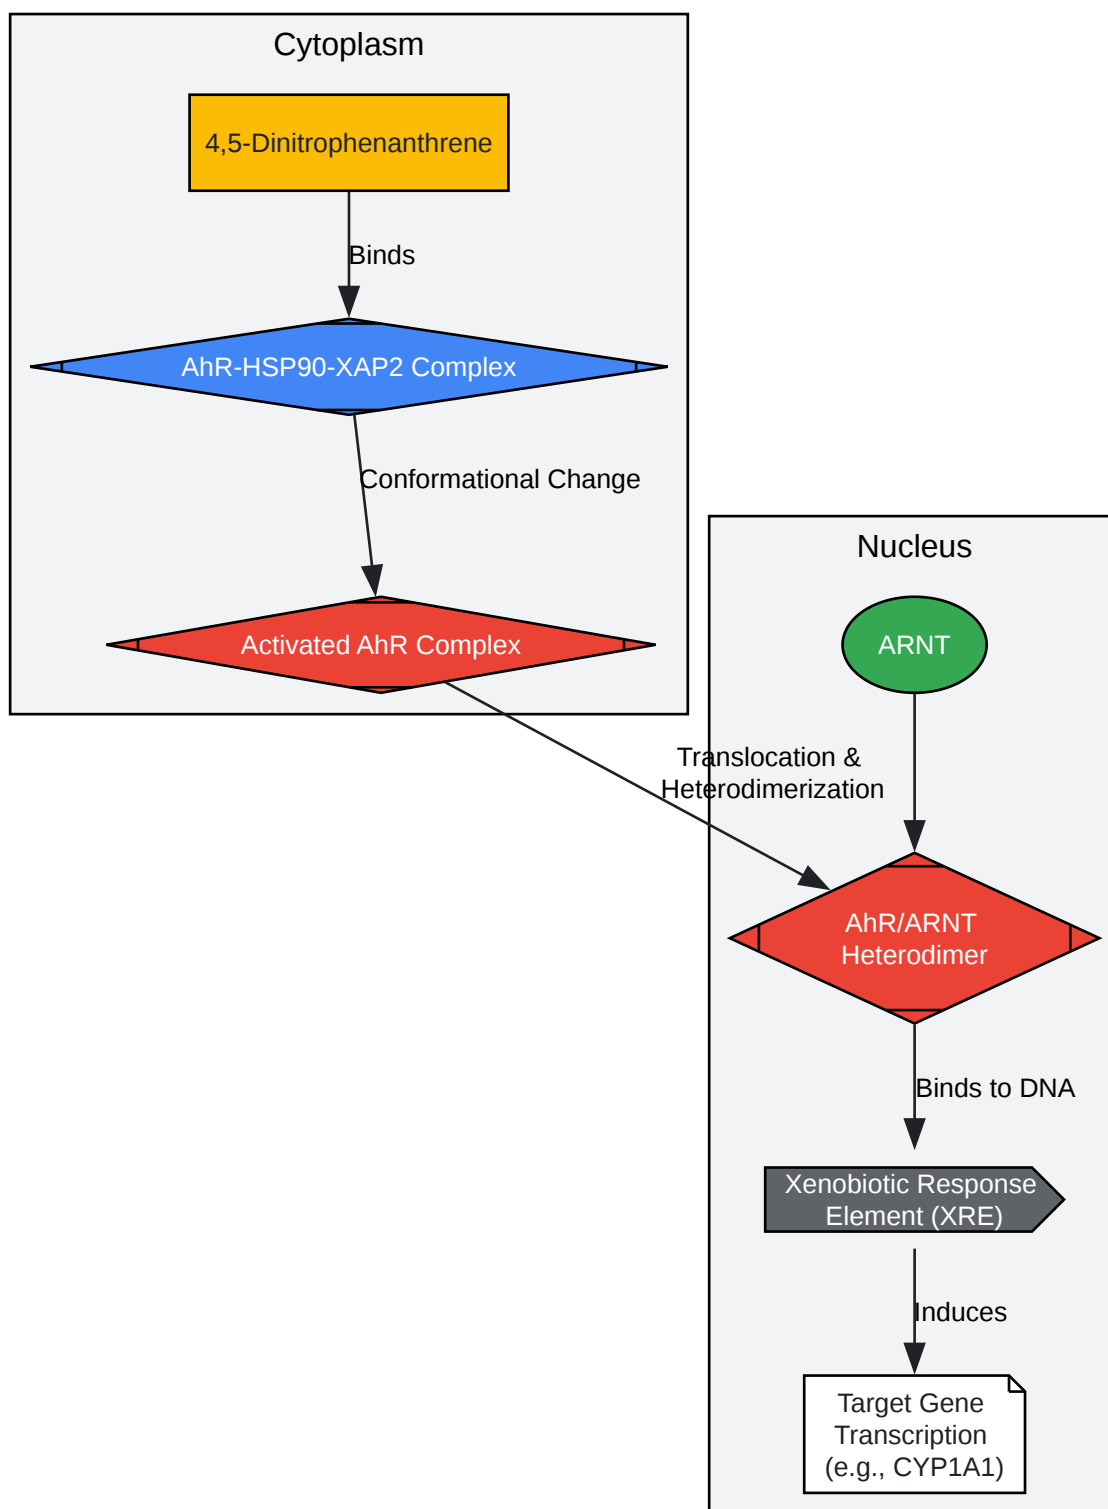 Cytoplasm
4,5-Dinitrophenanthrene
Binds
AhR-HSP90-XAP2 Complex
Conformational Change
Activated AhR Complex
Nucleus
ARNT
Translocation &
Heterodimerization
AhR/ARNT
Heterodimer
Binds to DNA
Xenobiotic Response
Element (XRE)
Induces
Target Gene
Transcription
(e.g., CYP1A1)